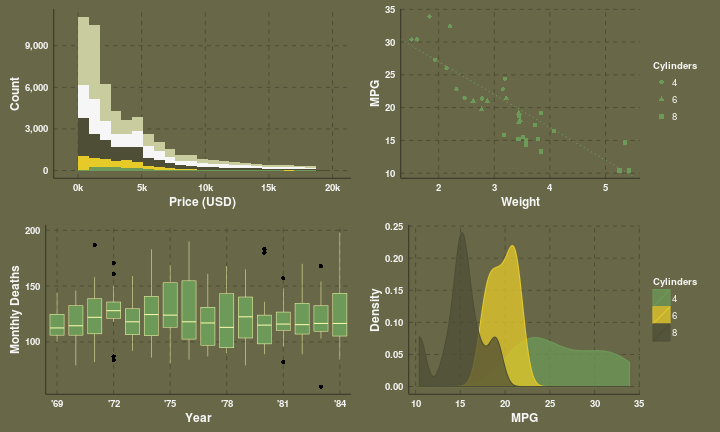 9,000
6,000
3,000
0
Count
0k 5k 10k 15k 20k
Price (USD)
35
30
25
20
15
10
MPG
2 3 4 5
Weight
Cylinders
4
6
8
200
150
100
Monthly Deaths
'69 '72 '75 '78 '81 '84
Year
0.25
0.20
0.15
0.10
0.05
0.00
Density
10 15 20 25 30 35
MPG
Cylinders
4
6
8